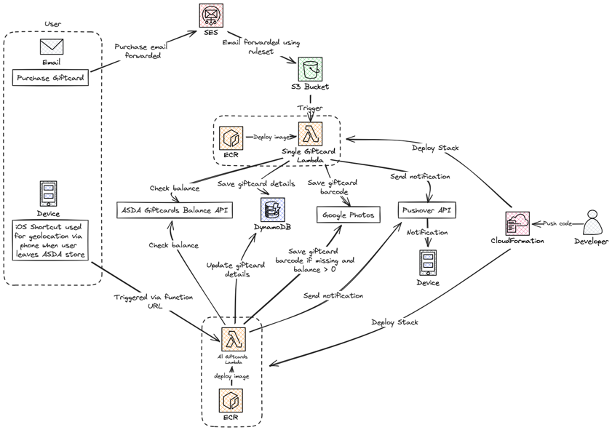 User
Email
Purchase Giftcard
Purchase email
forwarded
SES
Email forwarded using
ruleset
S3 Bucket
Trigger
ECR
Deploy image
Single Giftcard
Lambda
Deploy Stack
Check balance
Save giftcard details
Save giftcard
barcode
Send notification
Device
iOS Shortcut used
for geolocation via
phone when user
leaves ASDA store
ASDA Giftcards Balance API
DynamoDB
Google Photos
Pushover API
CloudFormation
Push code
Developer
Check balance
Update giftcard
details
Save giftcard
barcode if missing and
balance > 0
Notification
Device
Send notification
Triggered via function
URL
Deploy Stack
All Giftcards
Lambda
deploy image
ECR